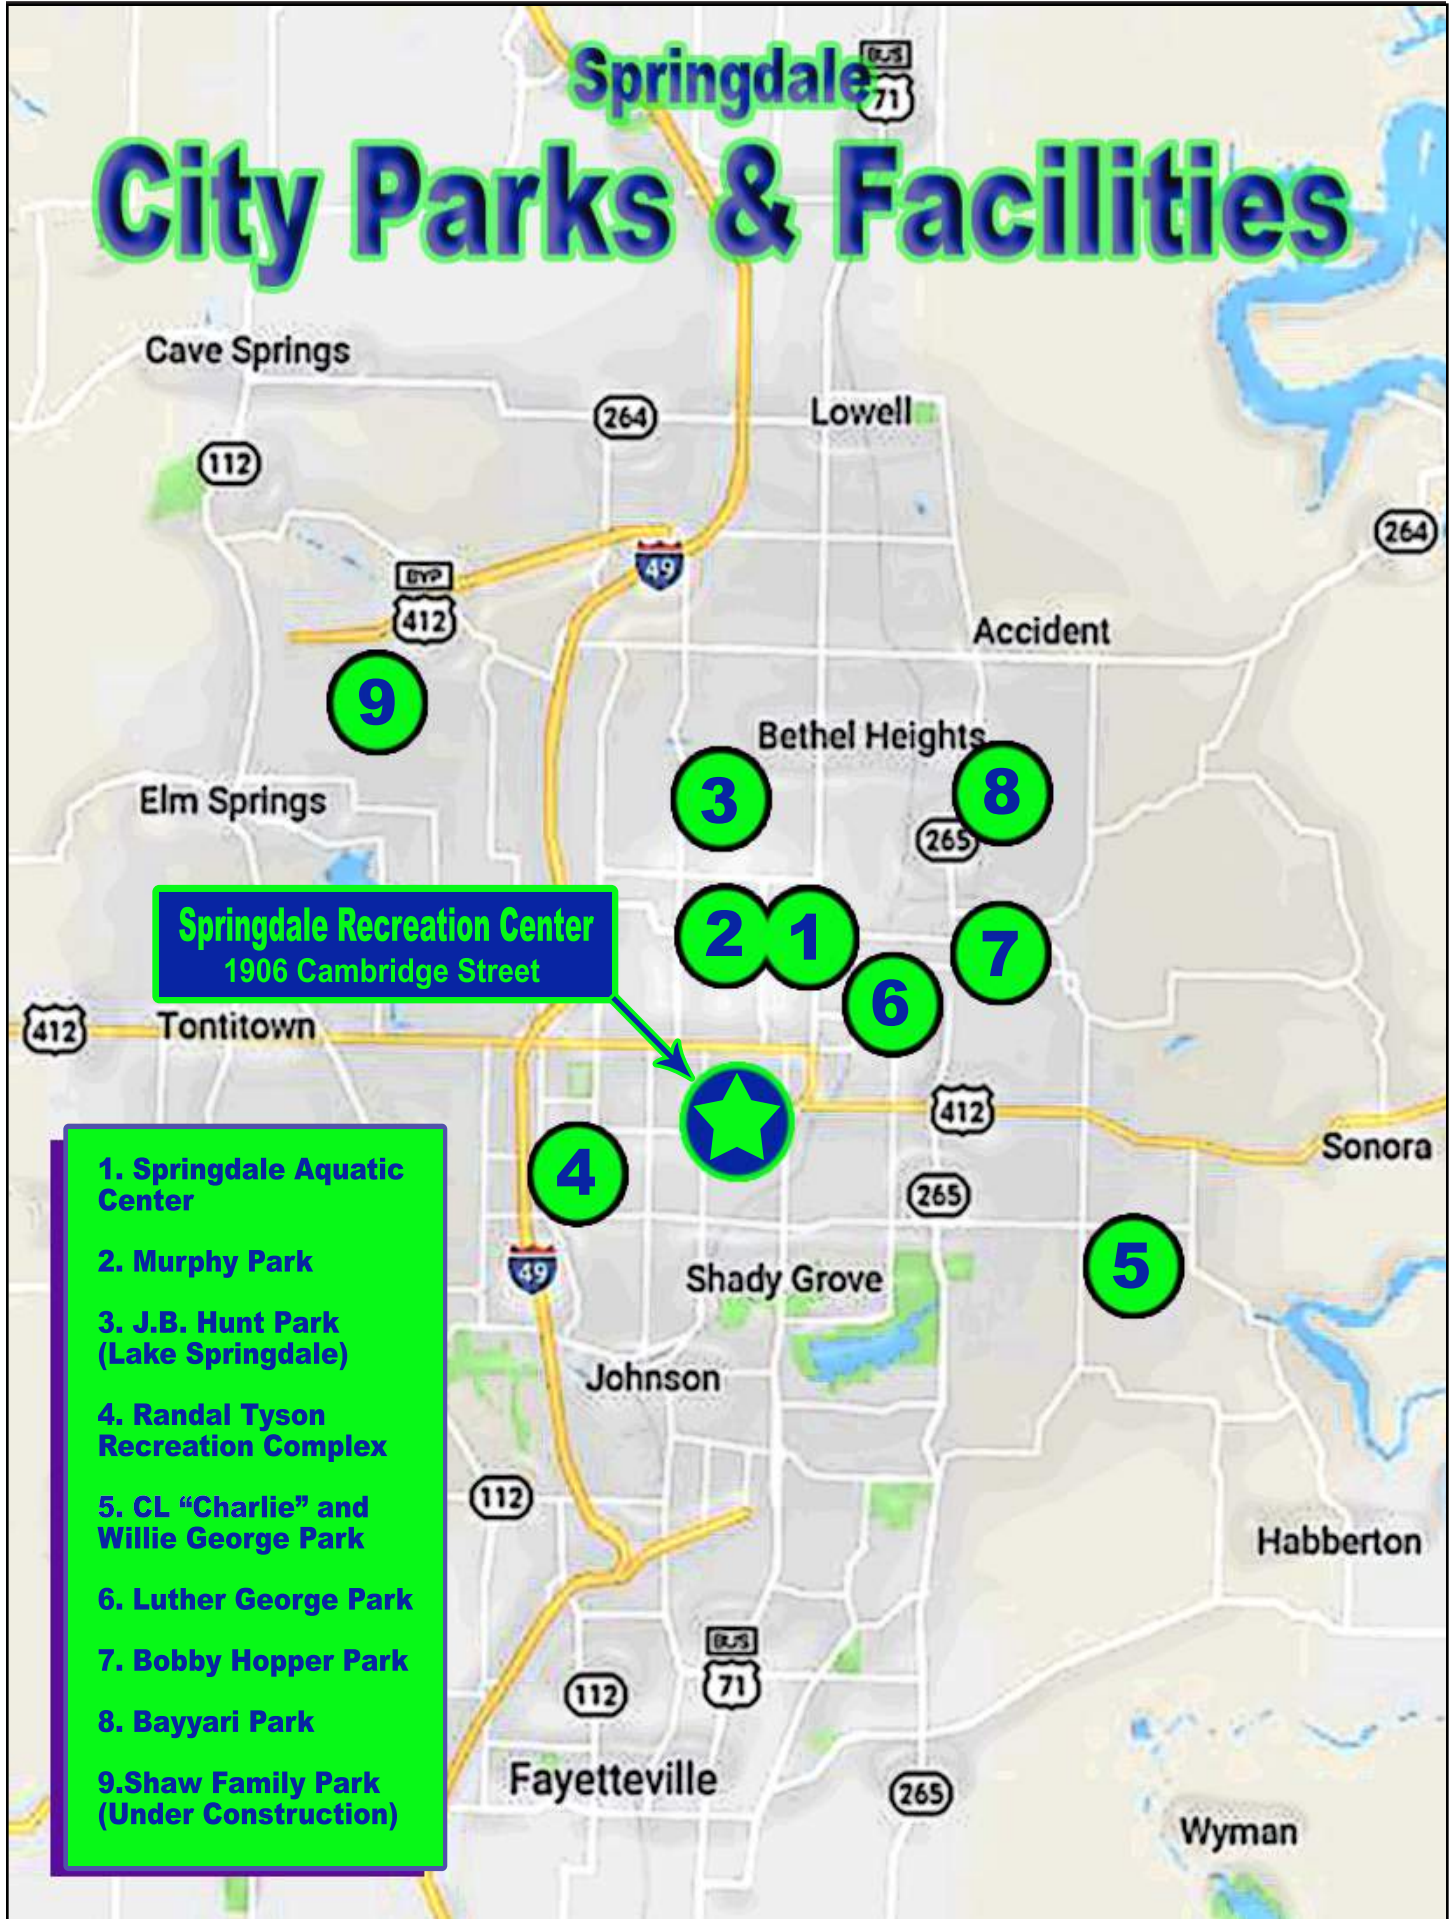 Springdale
BUS
71
City Parks & Facilities
Cave Springs
264
Lowell
112
264
49
BYP
412
Accident
9
Bethel Heights
3
8
Elm Springs
265
Springdale Recreation Center
1906 Cambridge Street
2
1
7
6
412
Tontitown
412
Sonora
4
265
49
Shady Grove
5
Johnson
1. Springdale Aquatic
Center
2. Murphy Park
3. J.B. Hunt Park
(Lake Springdale)
4. Randal Tyson
Recreation Complex
5. CL “Charlie” and
Willie George Park
6. Luther George Park
7. Bobby Hopper Park
8. Bayyari Park
9.Shaw Family Park
(Under Construction)
112
Habberton
BUS
71
112
Fayetteville
265
Wyman